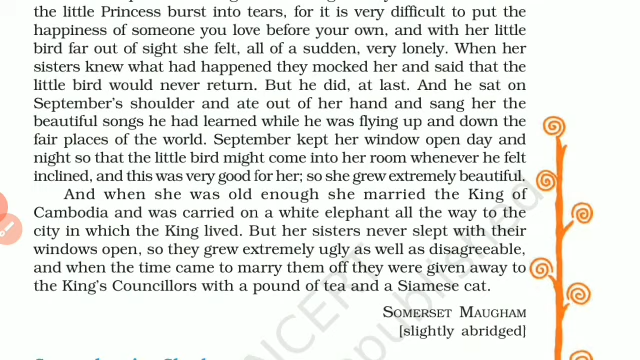 the little Princess burst into tears, for it is very difficult to put the
happiness of someone you love before your own, and with her little
bird far out of sight she felt, all of a sudden, very lonely. When her
sisters knew what had happened they mocked her and said that the
little bird would never return. But he did, at last. And he sat on
September's shoulder and ate out of her hand and sang her the
beautiful songs he had learned while he was flying up and down the
fair places of the world. September kept her window open day and
night so that the little bird might come into her room whenever he felt
inclined, and this was very good for her; so she grew extremely beautiful.
And when she was old enough she married the King of
Cambodia and was carried on a white elephant all the way to the
city in which the King lived. But her sisters never slept with their
windows open, so they grew extremely ugly as well as disagreeable,
and when the time came to marry them off they were given away to
the King's Councillors with a pound of tea and a Siamese cat.
SOMERSET MAUGHAM
[slightly abridged]
NCERT
published